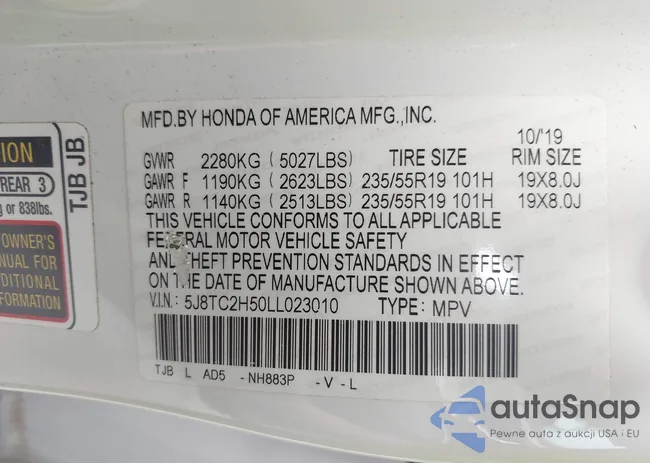 MFD.BY HONDA OF AMERICA MFG.,INC.
10/'19
GVWR 2280KG (5027LBS) TIRE SIZE RIM SIZE
GAWR F 1190KG (2623LBS) 235/55R19 101H 19X8.0J
GAWR R 1140KG (2513LBS) 235/55R19 101H 19X8.0J
THIS VEHICLE CONFORMS TO ALL APPLICABLE
FEDERAL MOTOR VEHICLE SAFETY
AND THEFT PREVENTION STANDARDS IN EFFECT
ON THE DATE OF MANUFACTURE SHOWN ABOVE.
V.I.N.: 5J8TC2H50LL023010 TYPE: MPV
TJB L AD5 -NH883P -V-L
ION
REAR 3
g or 838lbs.
OWNER'S
NUAL FOR
DITIONAL
FORMATION
TJB JB
autaSnap
Pewne auta z aukcji USA i EU